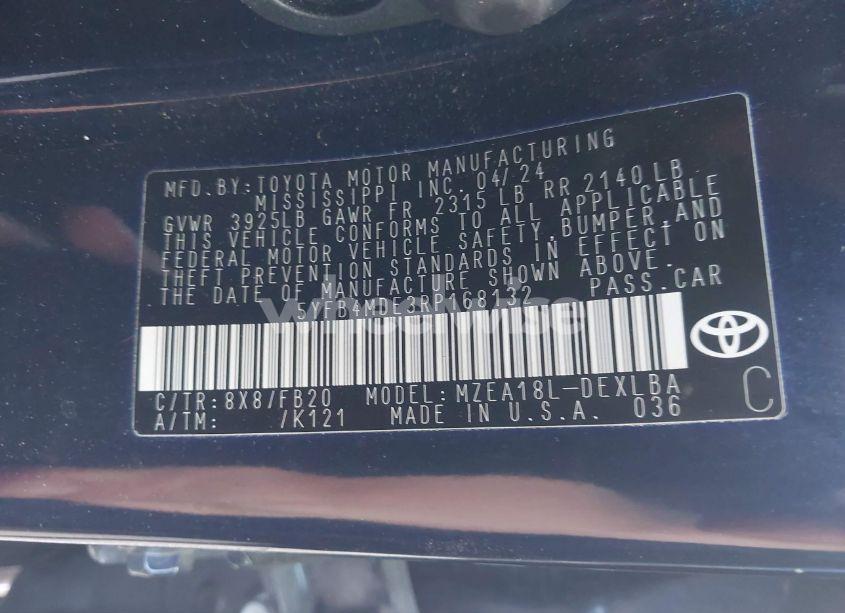 MFD.BY:TOYOTA MOTOR MANUFACTURING
MISSISSIPPI INC. 04/24
GVWR 3925LB GAWR FR 2315 LB RR 2140 LB
THIS VEHICLE CONFORMS TO ALL APPLICABLE
FEDERAL MOTOR VEHICLE SAFETY,BUMPER,AND
THEFT PREVENTION STANDARDS IN EFFECT ON
THE DATE OF MANUFACTURE SHOWN ABOVE.
5YFB4MDE3RP168132 PASS.CAR
wheelwise
C/TR:8X8/FB20 MODEL:MZEA18L-DEXLBA
A/TM: /K121 MADE IN U.S.A. 036
C